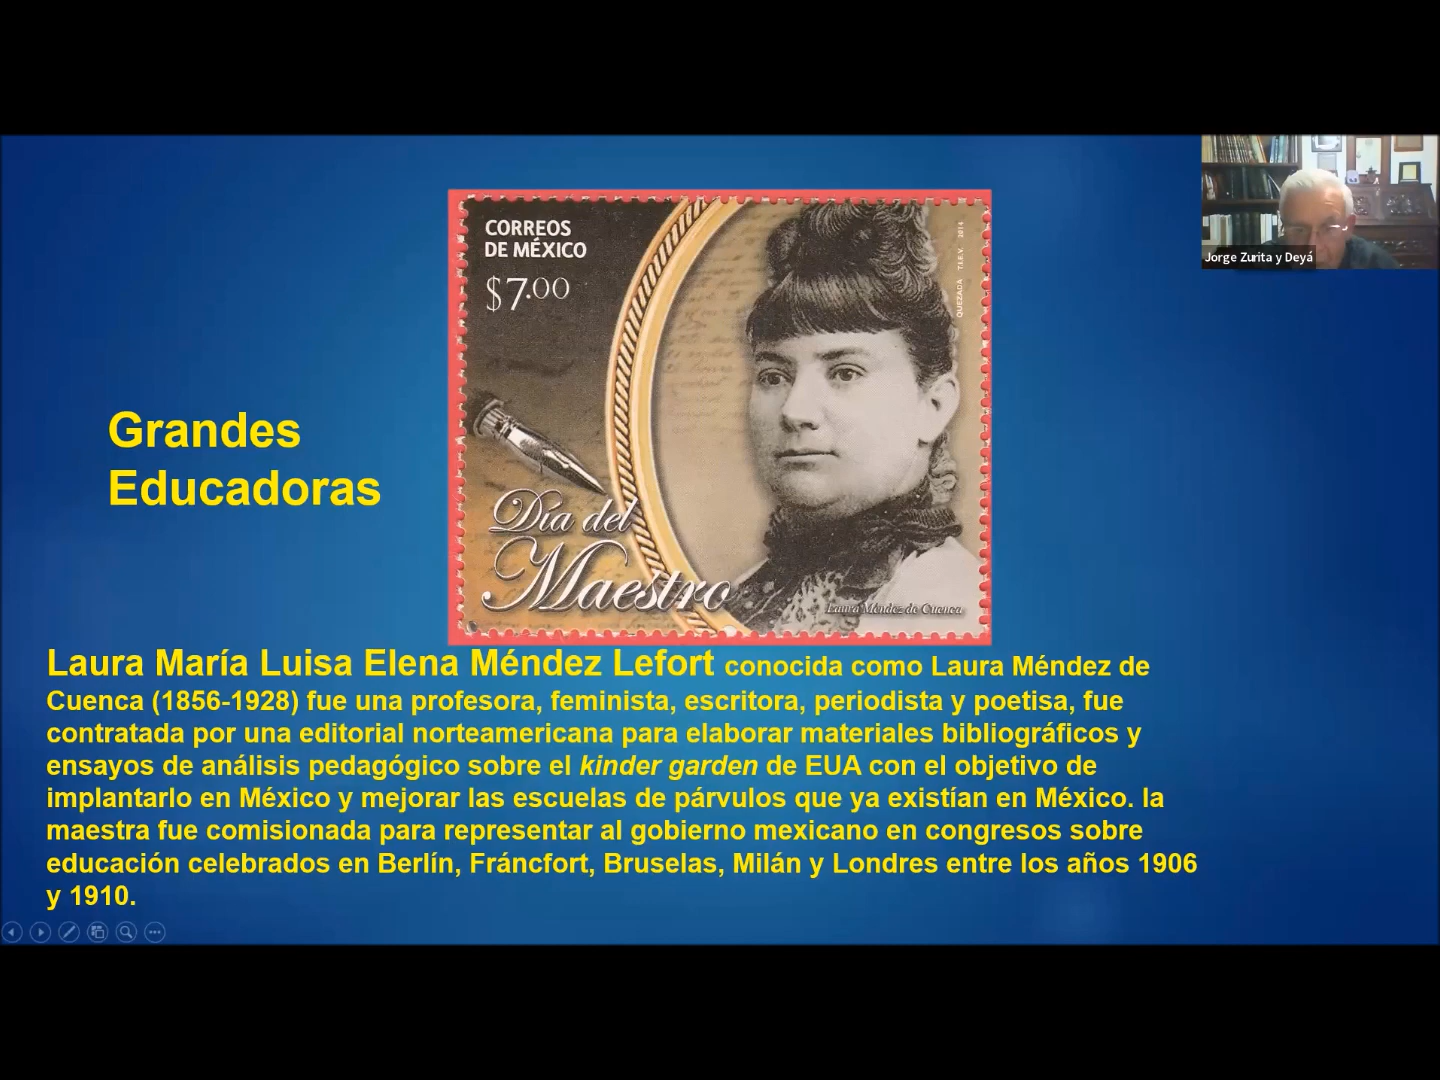 Jorge Zurita y Deyá
CORREOS
DE MÉXICO
$7.00
QUEZADA T.I.E.V. 2014
Día del
Maestro
Laura Méndez de Cuenca
Grandes
Educadoras
Laura María Luisa Elena Méndez Lefort conocida como Laura Méndez de
Cuenca (1856-1928) fue una profesora, feminista, escritora, periodista y poetisa, fue
contratada por una editorial norteamericana para elaborar materiales bibliográficos y
ensayos de análisis pedagógico sobre el kinder garden de EUA con el objetivo de
implantarlo en México y mejorar las escuelas de párvulos que ya existían en México. la
maestra fue comisionada para representar al gobierno mexicano en congresos sobre
educación celebrados en Berlín, Fráncfort, Bruselas, Milán y Londres entre los años 1906
y 1910.